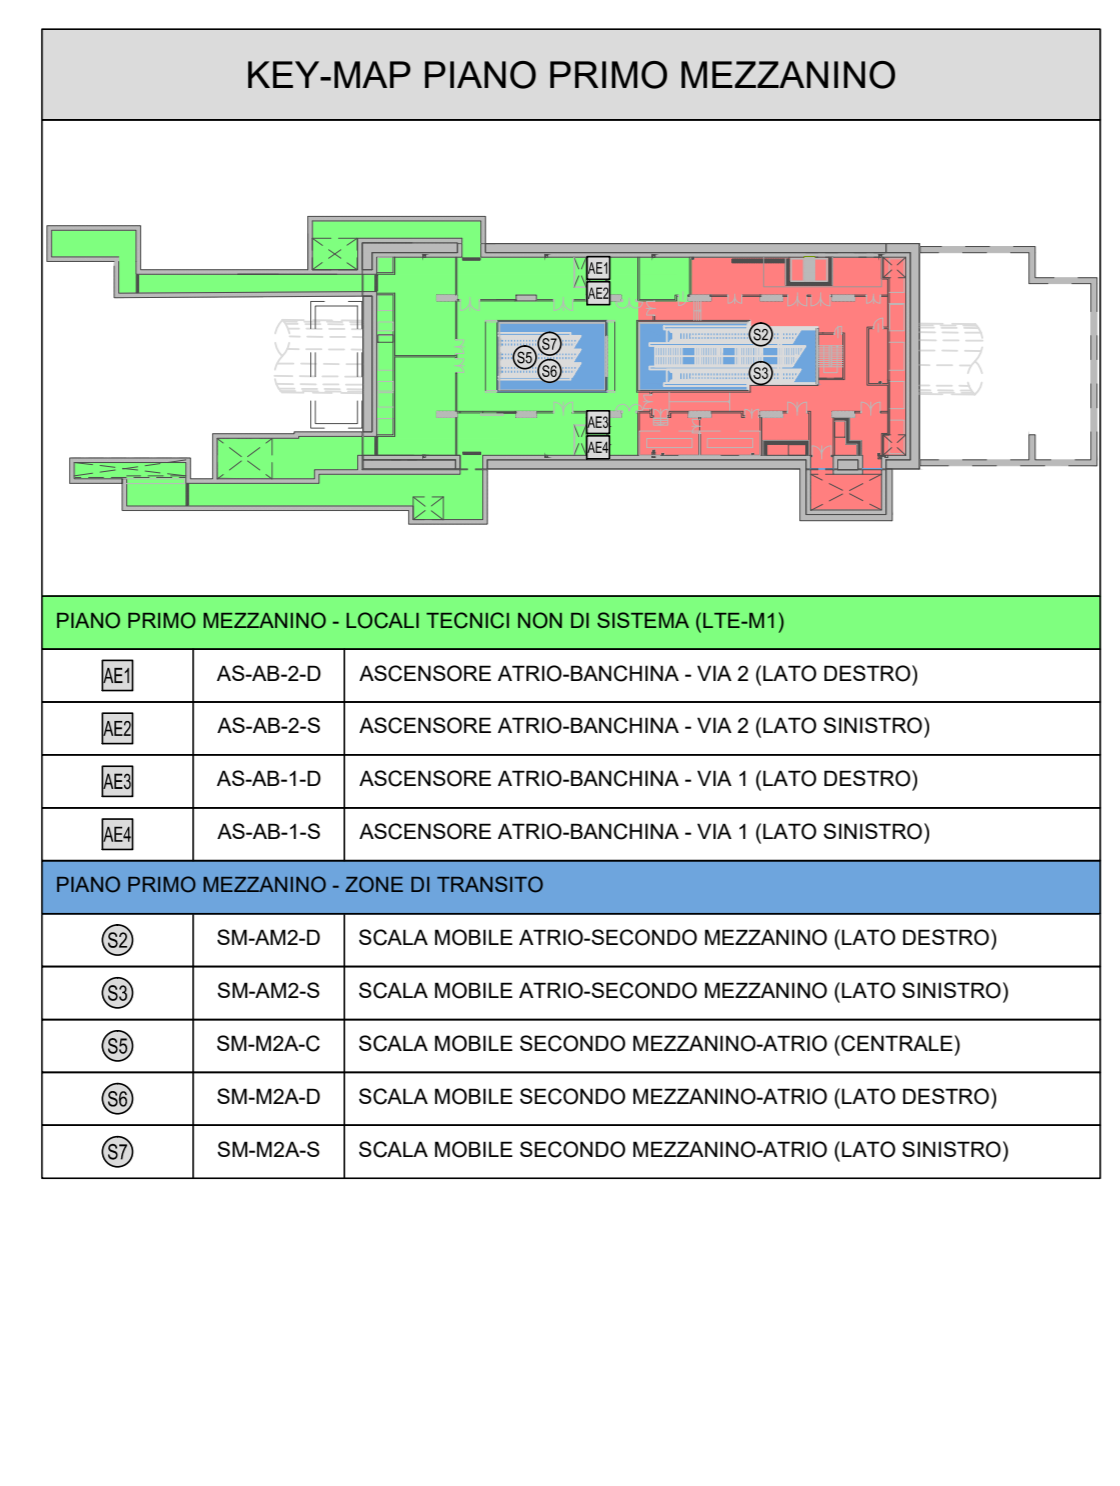 KEY-MAP PIANO PRIMO MEZZANINO
AE1
AE2
S2
S7
S5
S6
S3
AE3
AE4
PIANO PRIMO MEZZANINO - LOCALI TECNICI NON DI SISTEMA (LTE-M1)
AE1 AS-AB-2-D ASCENSORE ATRIO-BANCHINA - VIA 2 (LATO DESTRO)
AE2 AS-AB-2-S ASCENSORE ATRIO-BANCHINA - VIA 2 (LATO SINISTRO)
AE3 AS-AB-1-D ASCENSORE ATRIO-BANCHINA - VIA 1 (LATO DESTRO)
AE4 AS-AB-1-S ASCENSORE ATRIO-BANCHINA - VIA 1 (LATO SINISTRO)
PIANO PRIMO MEZZANINO - ZONE DI TRANSITO
S2 SM-AM2-D SCALA MOBILE ATRIO-SECONDO MEZZANINO (LATO DESTRO)
S3 SM-AM2-S SCALA MOBILE ATRIO-SECONDO MEZZANINO (LATO SINISTRO)
S5 SM-M2A-C SCALA MOBILE SECONDO MEZZANINO-ATRIO (CENTRALE)
S6 SM-M2A-D SCALA MOBILE SECONDO MEZZANINO-ATRIO (LATO DESTRO)
S7 SM-M2A-S SCALA MOBILE SECONDO MEZZANINO-ATRIO (LATO SINISTRO)